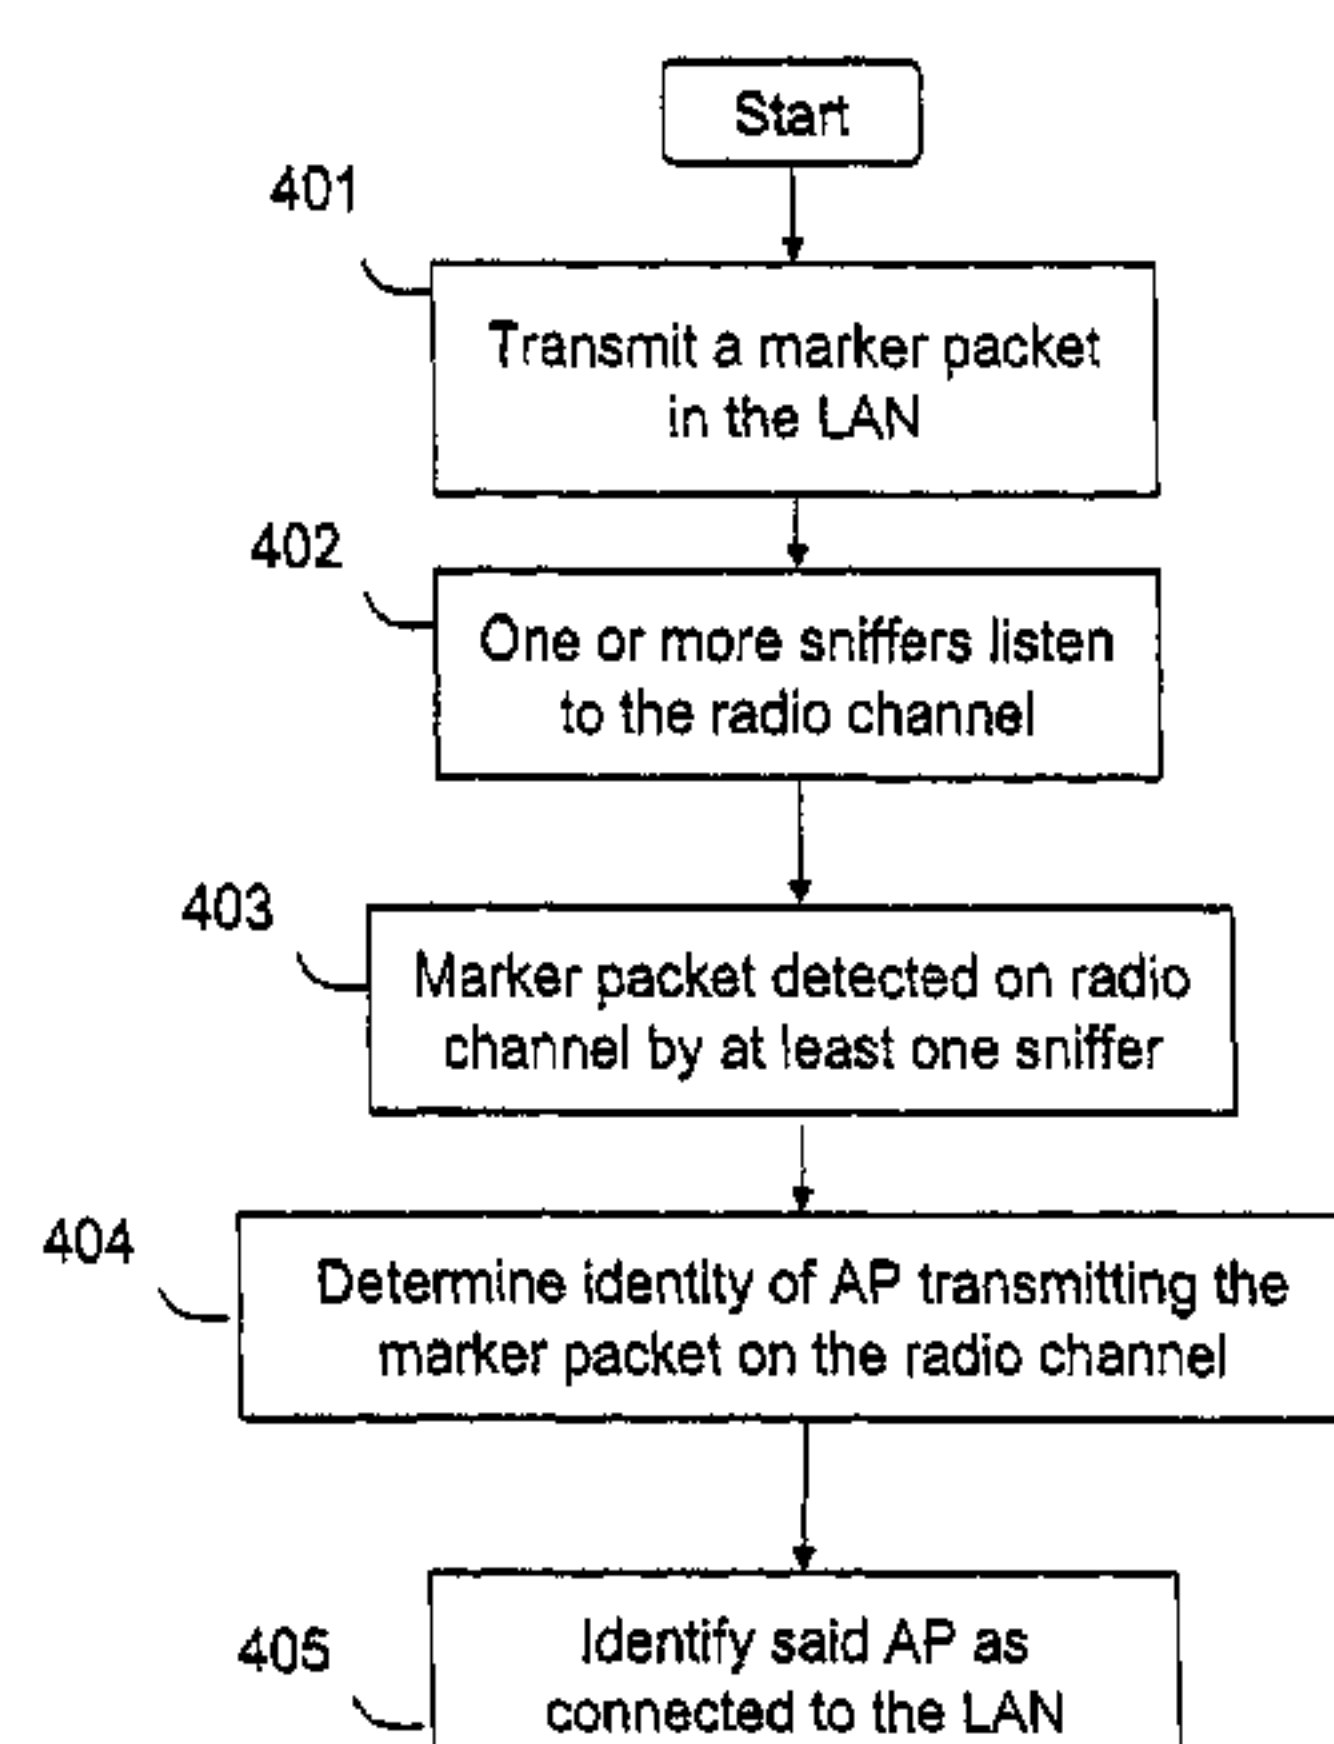 Start
401
Transmit a marker packet
in the LAN
402
One or more sniffers listen
to the radio channel
403
Marker packet detected on radio
channel by at least one sniffer
404
Determine identity of AP transmitting the
marker packet on the radio channel
405
Identify said AP as
connected to the LAN